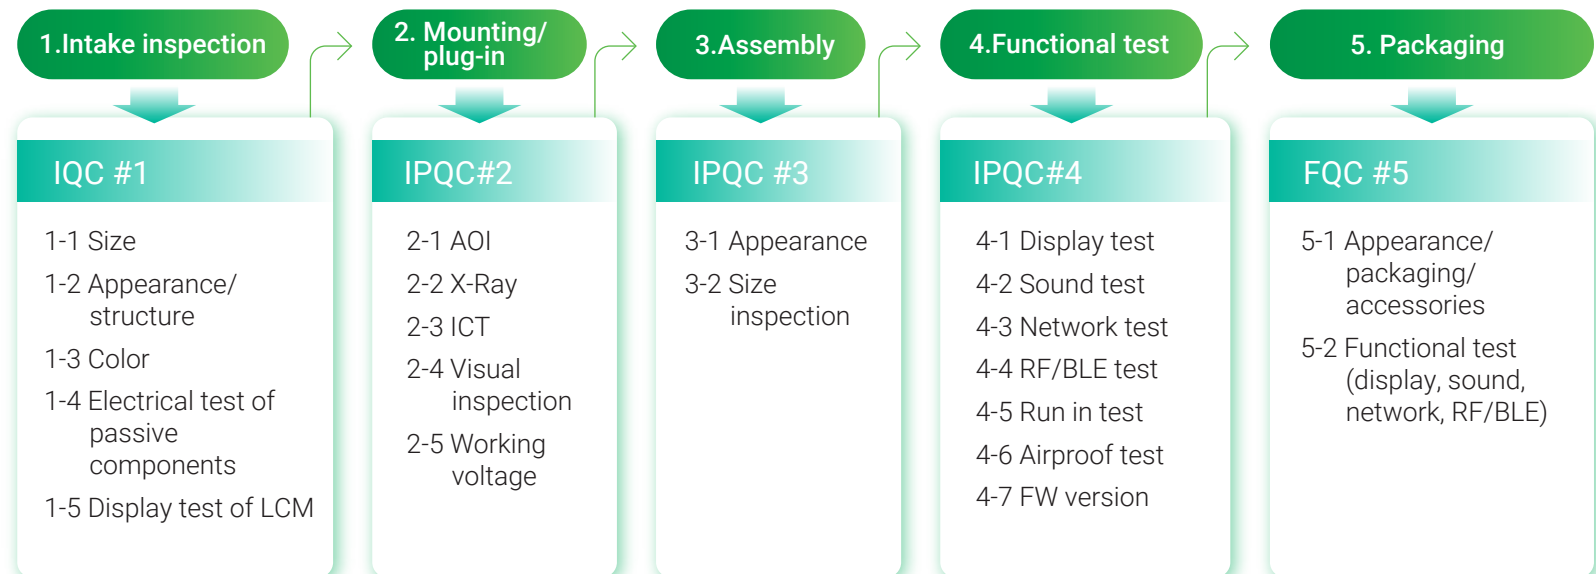 1.Intake inspection
IQC #1
1-1 Size
1-2 Appearance/
structure
1-3 Color
1-4 Electrical test of
passive
components
1-5 Display test of LCM
2. Mounting/
plug-in
IPQC#2
2-1 AOI
2-2 X-Ray
2-3 ICT
2-4 Visual
inspection
2-5 Working
voltage
3.Assembly
IPQC #3
3-1 Appearance
3-2 Size
inspection
4.Functional test
IPQC#4
4-1 Display test
4-2 Sound test
4-3 Network test
4-4 RF/BLE test
4-5 Run in test
4-6 Airproof test
4-7 FW version
5. Packaging
FQC #5
5-1 Appearance/
packaging/
accessories
5-2 Functional test
(display, sound,
network, RF/BLE)